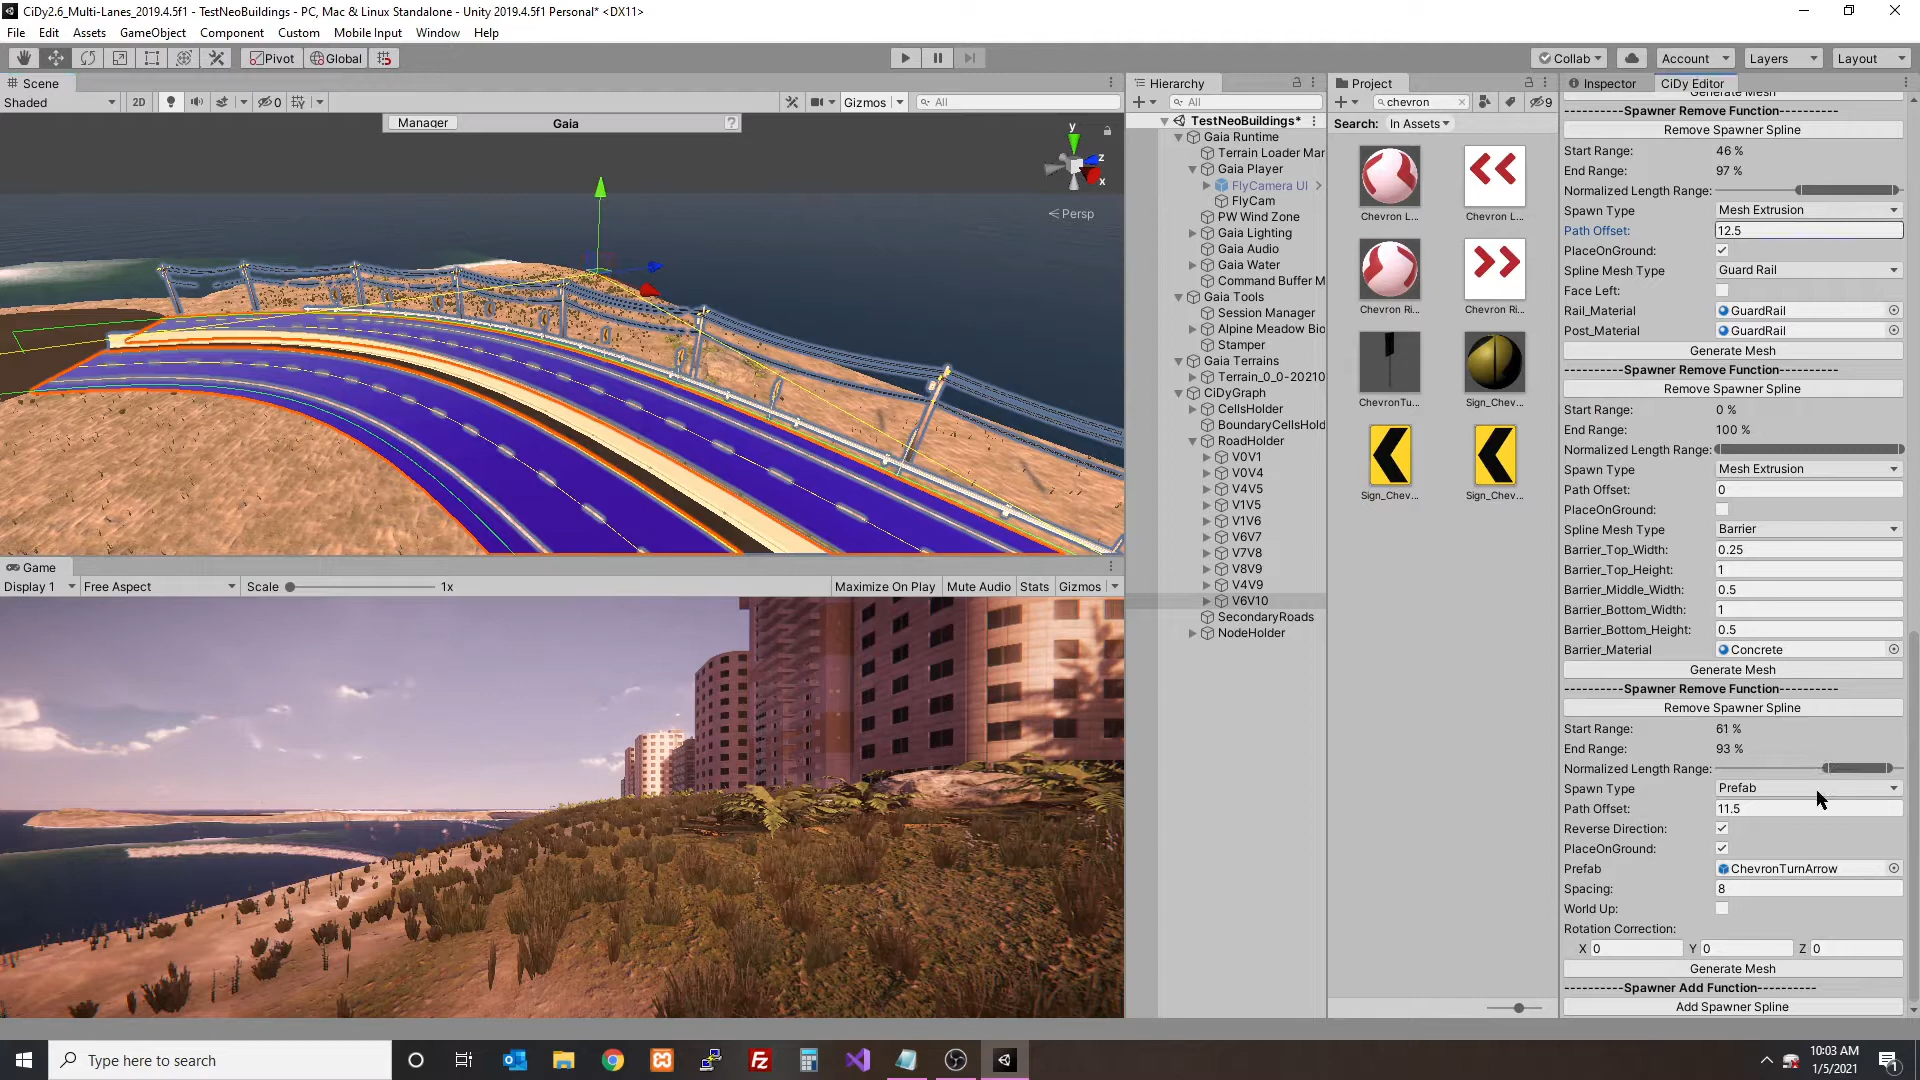 CiDy2.6_Multi-Lanes_2019.4.5f1 - TestNeoBuildings - PC, Mac & Linux Standalone - Unity 2019.4.5f1 Personal* <DX11>
File Edit Assets GameObject Component Custom Mobile Input Window Help
Pivot Global Collab Account Layers Layout
Scene
Shaded 2D 0 Gizmos All
Manager Gaia ?
y
z
x
Persp
Game
Display 1 Free Aspect Scale 1x Maximize On Play Mute Audio Stats Gizmos
Hierarchy
All
TestNeoBuildings*
Gaia Runtime
Terrain Loader Mar
Gaia Player
FlyCamera UI
FlyCam
PW Wind Zone
Gaia Lighting
Gaia Audio
Gaia Water
Command Buffer M
Gaia Tools
Session Manager
Alpine Meadow Bio
Stamper
Gaia Terrains
Terrain_0_0-20210
CiDyGraph
CellsHolder
BoundaryCellsHold
RoadHolder
V0V1
V0V4
V4V5
V1V5
V1V6
V6V7
V7V8
V8V9
V4V9
V6V10
SecondaryRoads
NodeHolder
Project
chevron 9
Search: In Assets
Chevron L... Chevron L...
Chevron Ri... Chevron Ri...
ChevronTu... Sign_Chev...
Sign_Chev... Sign_Chev...
Inspector CiDy Editor
Generate Mesh
----------Spawner Remove Function----------
Remove Spawner Spline
Start Range: 46 %
End Range: 97 %
Normalized Length Range:
Spawn Type Mesh Extrusion
Path Offset: 12.5
PlaceOnGround:
Spline Mesh Type Guard Rail
Face Left:
Rail_Material GuardRail
Post_Material GuardRail
Generate Mesh
----------Spawner Remove Function----------
Remove Spawner Spline
Start Range: 0 %
End Range: 100 %
Normalized Length Range:
Spawn Type Mesh Extrusion
Path Offset: 0
PlaceOnGround:
Spline Mesh Type Barrier
Barrier_Top_Width: 0.25
Barrier_Top_Height: 1
Barrier_Middle_Width: 0.5
Barrier_Bottom_Width: 1
Barrier_Bottom_Height: 0.5
Barrier_Material Concrete
Generate Mesh
----------Spawner Remove Function----------
Remove Spawner Spline
Start Range: 61 %
End Range: 93 %
Normalized Length Range:
Spawn Type Prefab
Path Offset: 11.5
Reverse Direction:
PlaceOnGround:
Prefab ChevronTurnArrow
Spacing: 8
World Up:
Rotation Correction:
X 0 Y 0 Z 0
Generate Mesh
----------Spawner Add Function----------
Add Spawner Spline
Type here to search
10:03 AM
1/5/2021
1